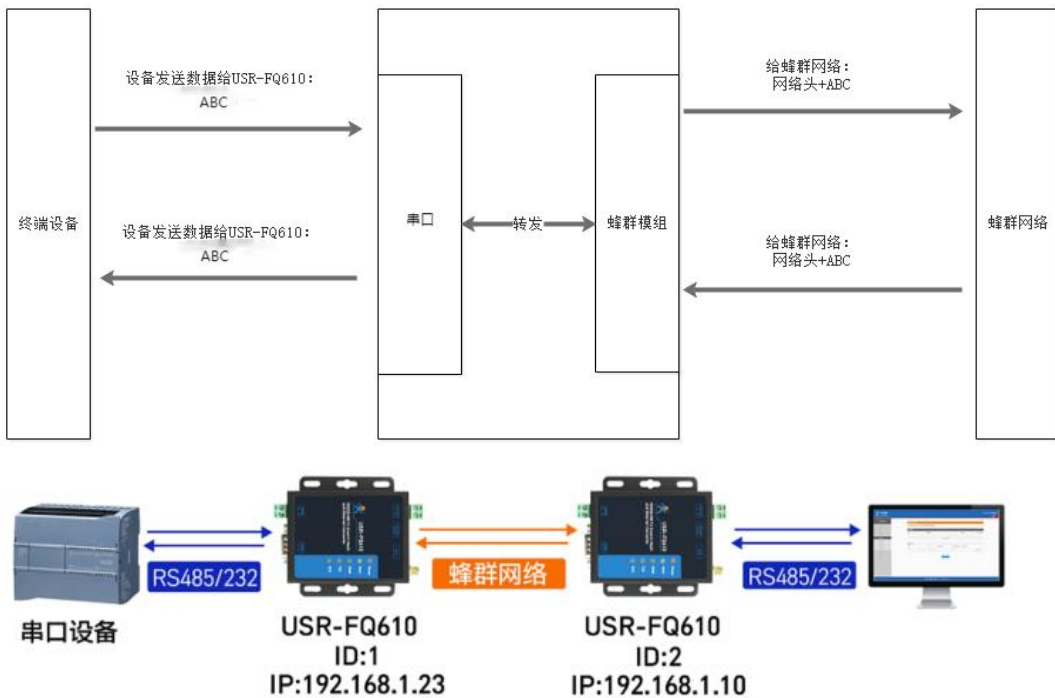 设备发送数据给USR-FQ610:
ABC
给蜂群网络:
网络头+ABC
终端设备
串口
转发
蜂群模组
蜂群网络
设备发送数据给USR-FQ610:
ABC
给蜂群网络:
网络头+ABC
RS485/232
蜂群网络
RS485/232
串口设备
USR-FQ610
ID:1
IP:192.168.1.23
USR-FQ610
ID:2
IP:192.168.1.10
USR-FQ610
USR-FQ610